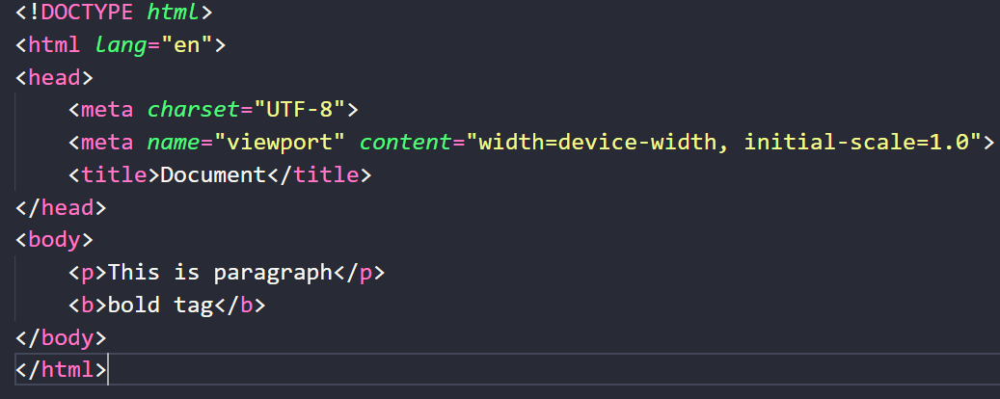 <!DOCTYPE html>
<html lang="en">
<head>
    <meta charset="UTF-8">
    <meta name="viewport" content="width=device-width, initial-scale=1.0">
    <title>Document</title>
</head>
<body>
    <p>This is paragraph</p>
    <b>bold tag</b>
</body>
</html>